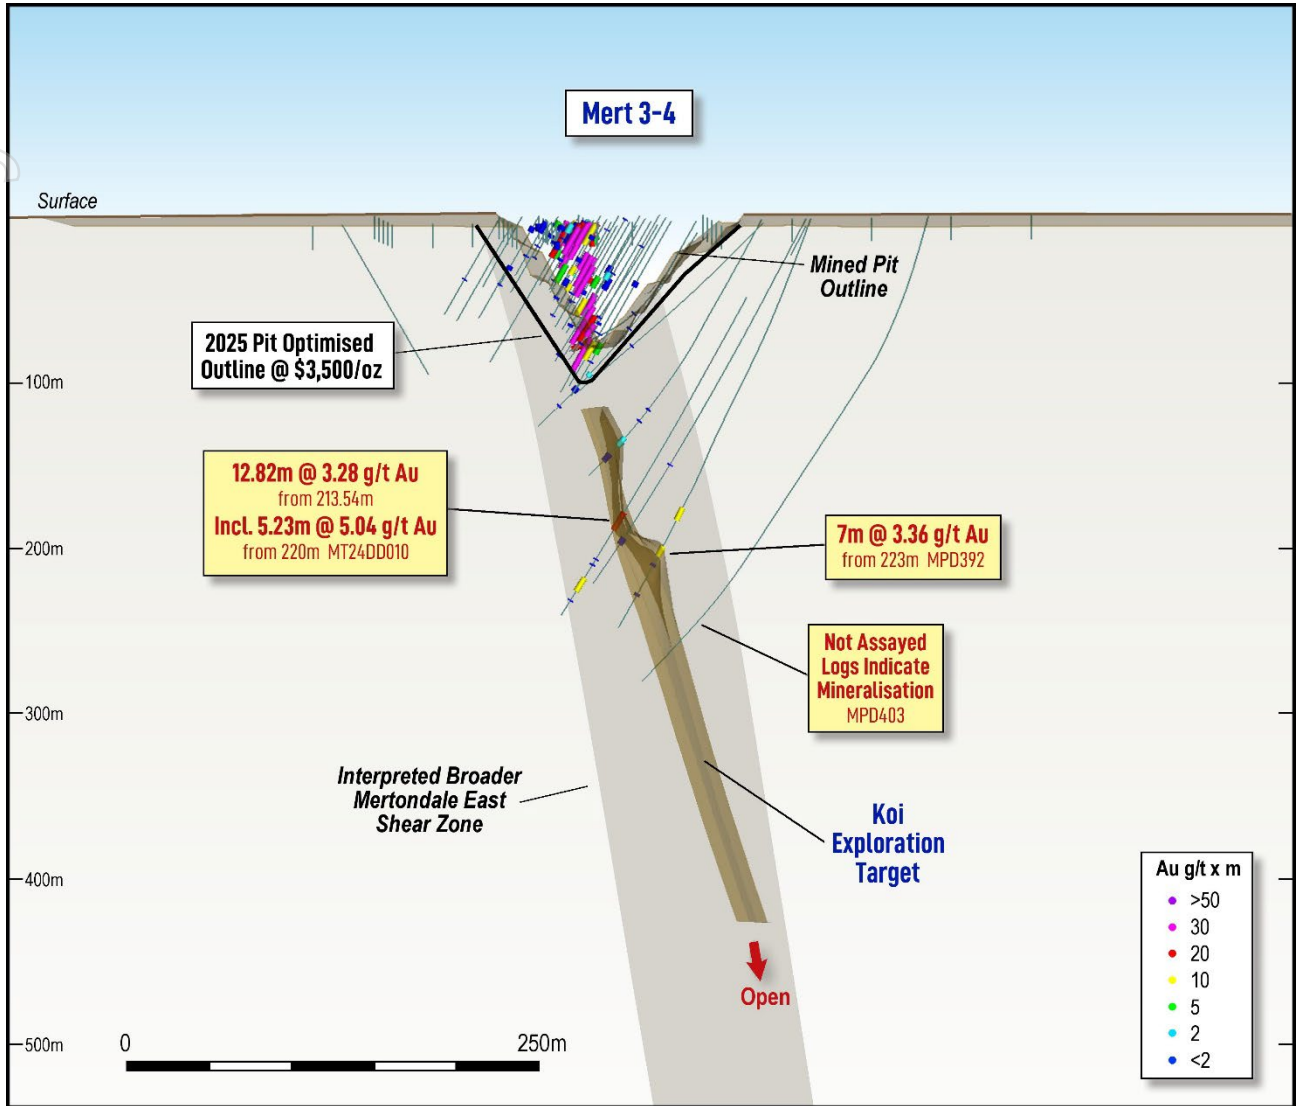 Mert 3-4
Surface
Mined Pit
Outline
2025 Pit Optimised
Outline @ $3,500/oz
100m
12.82m @ 3.28 g/t Au
from 213.54m
Incl. 5.23m @ 5.04 g/t Au
from 220m MT24DD010
7m @ 3.36 g/t Au
from 223m MPD392
200m
Not Assayed
Logs Indicate
Mineralisation
MPD403
300m
Interpreted Broader
Mertondale East
Shear Zone
Koi
Exploration
Target
400m
Au g/t x m
>50
30
20
10
5
2
<2
Open
500m
0
250m